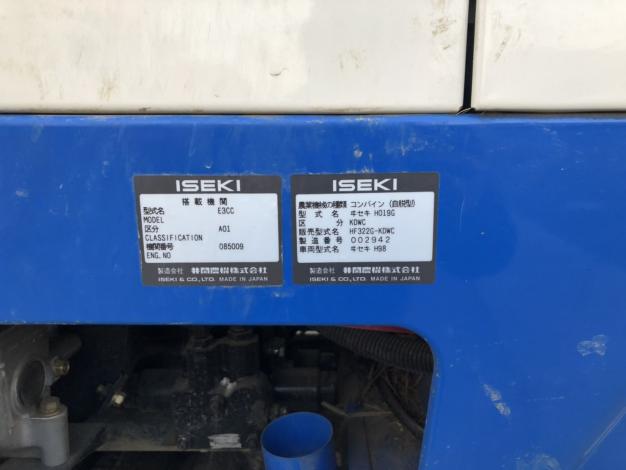 ISEKI
搭載機関
型式名 E3CC
MODEL
区分 A01
CLASSIFICATION
機関番号 085009
ENG.NO
製造会社 井関農機株式会社
ISEKI & CO.,LTD. MADE IN JAPAN
ISEKI
農業機械の種類 コンバイン (自脱型)
型式名 ヰセキ HO19G
区分 KDWC
販売型式名 HF322G-KDWC
製造番号 002942
車両型式名 ヰセキ H98
製造会社 井関農機株式会社
ISEKI & CO.,LTD. MADE IN JAPAN